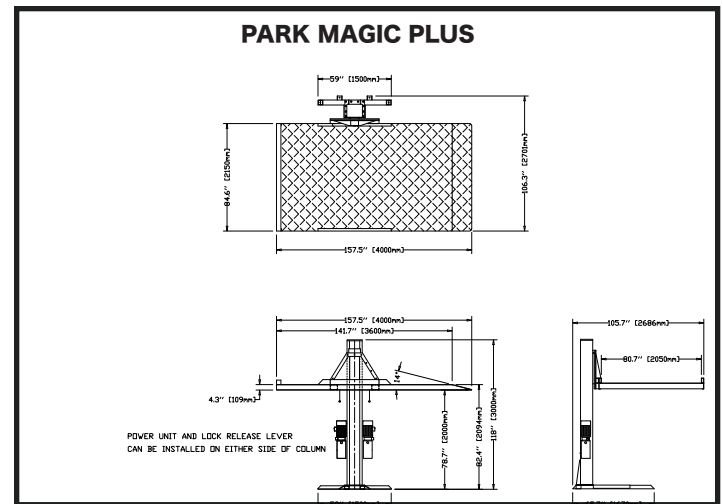 PARK MAGIC PLUS
59" [1500mm]
84.6" [2150mm]
106.3" [2701mm]
157.5" [4000mm]
157.5" [4000mm]
141.7" [3600mm]
14°
4.3" [109mm]
78.7" [2000mm]
82.4" [2094mm]
118" [3000mm]
105.7" [2686mm]
80.7" [2050mm]
POWER UNIT AND LOCK RELEASE LEVER
CAN BE INSTALLED ON EITHER SIDE OF COLUMN